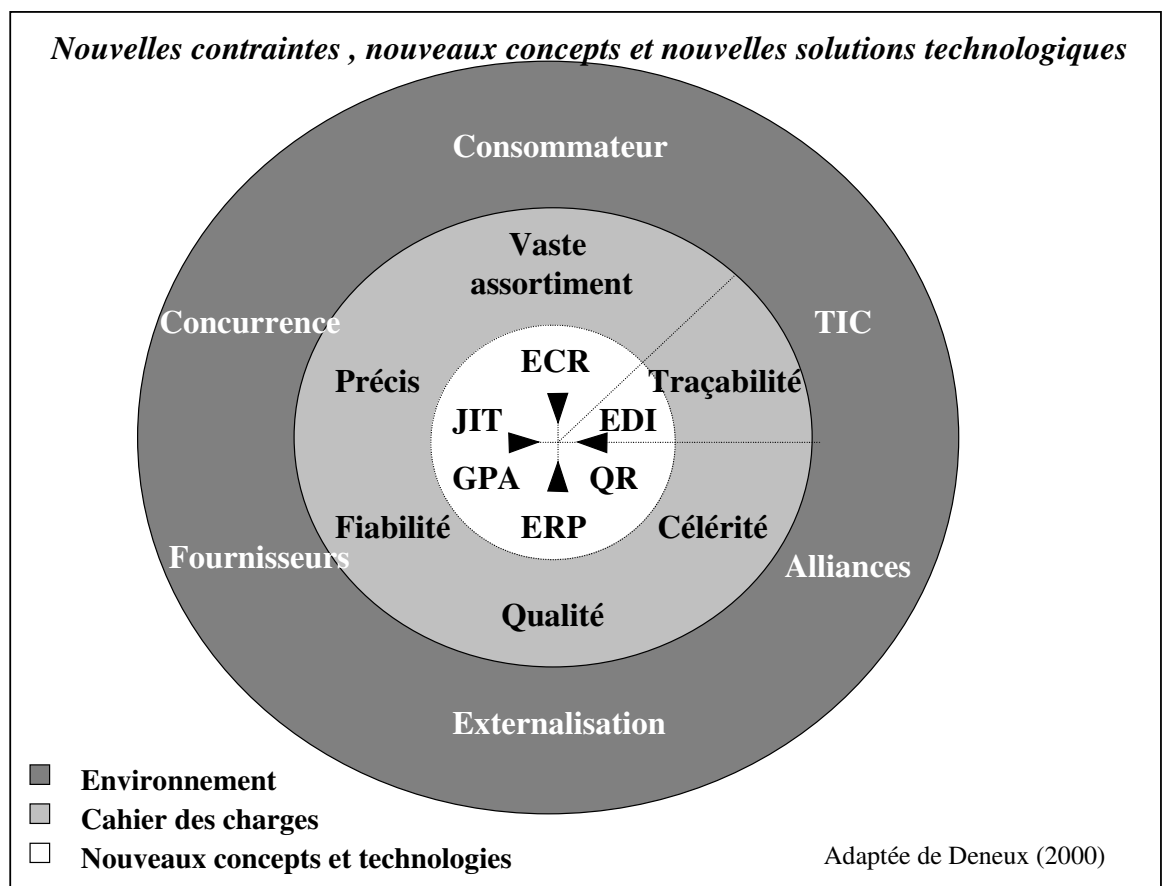 Nouvelles contraintes , nouveaux concepts et nouvelles solutions technologiques
Consommateur
Vaste
assortiment
Concurrence
TIC
ECR
Précis
Traçabilité
JIT
EDI
GPA
QR
Fiabilité
ERP
Célérité
Fournisseurs
Alliances
Qualité
Externalisation
Environnement
Cahier des charges
Nouveaux concepts et technologies
Adaptée de Deneux (2000)